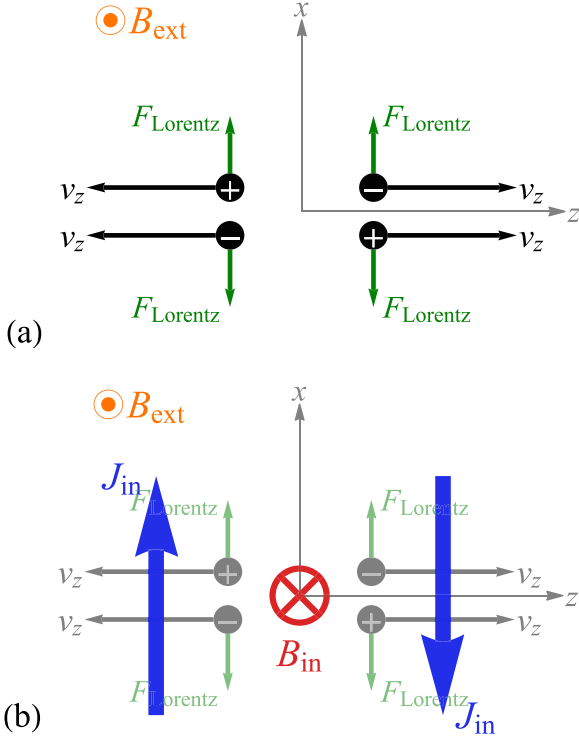 B_ext
x
F_Lorentz F_Lorentz
v_z + − v_z
z
v_z − + v_z
F_Lorentz F_Lorentz
(a)
B_ext
x
J_in F_Lorentz F_Lorentz
v_z + − v_z
z
v_z − + v_z
B_in
F_Lorentz F_Lorentz
(b) J_in